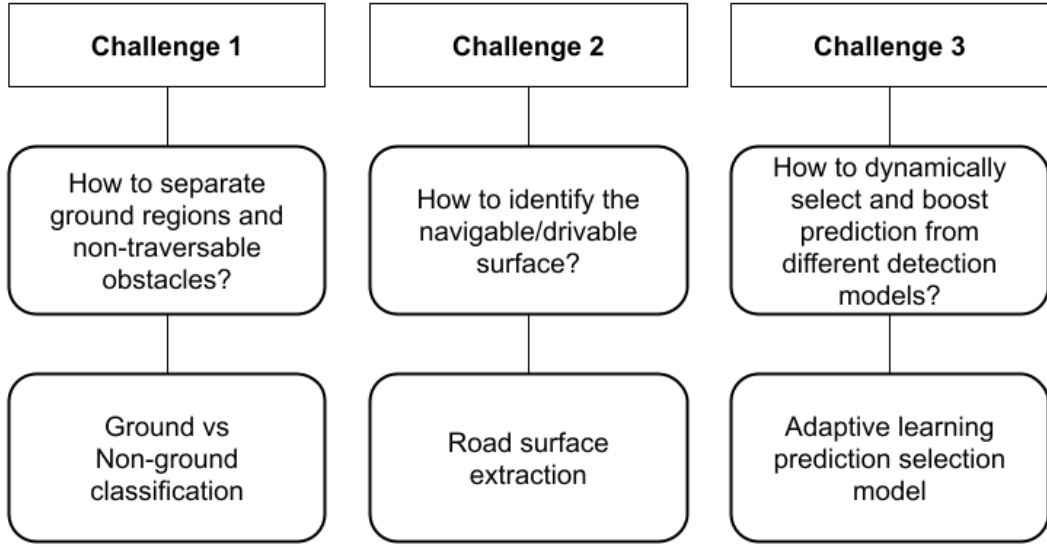 Challenge 1
How to separate
ground regions and
non-traversable
obstacles?
Ground vs
Non-ground
classification
Challenge 2
How to identify the
navigable/drivable
surface?
Road surface
extraction
Challenge 3
How to dynamically
select and boost
prediction from
different detection
models?
Adaptive learning
prediction selection
model